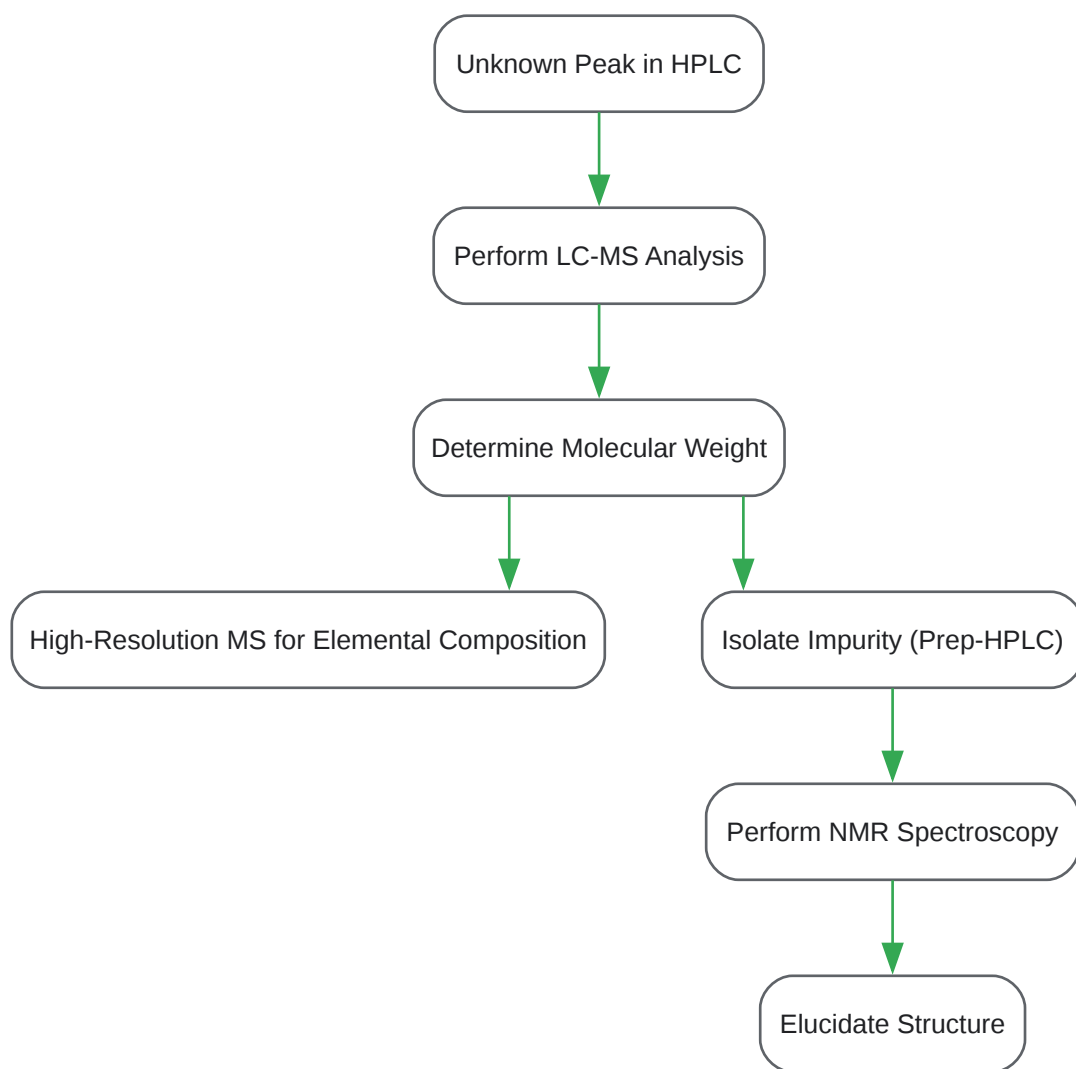 Unknown Peak in HPLC
Perform LC-MS Analysis
Determine Molecular Weight
High-Resolution MS for Elemental Composition
Isolate Impurity (Prep-HPLC)
Perform NMR Spectroscopy
Elucidate Structure